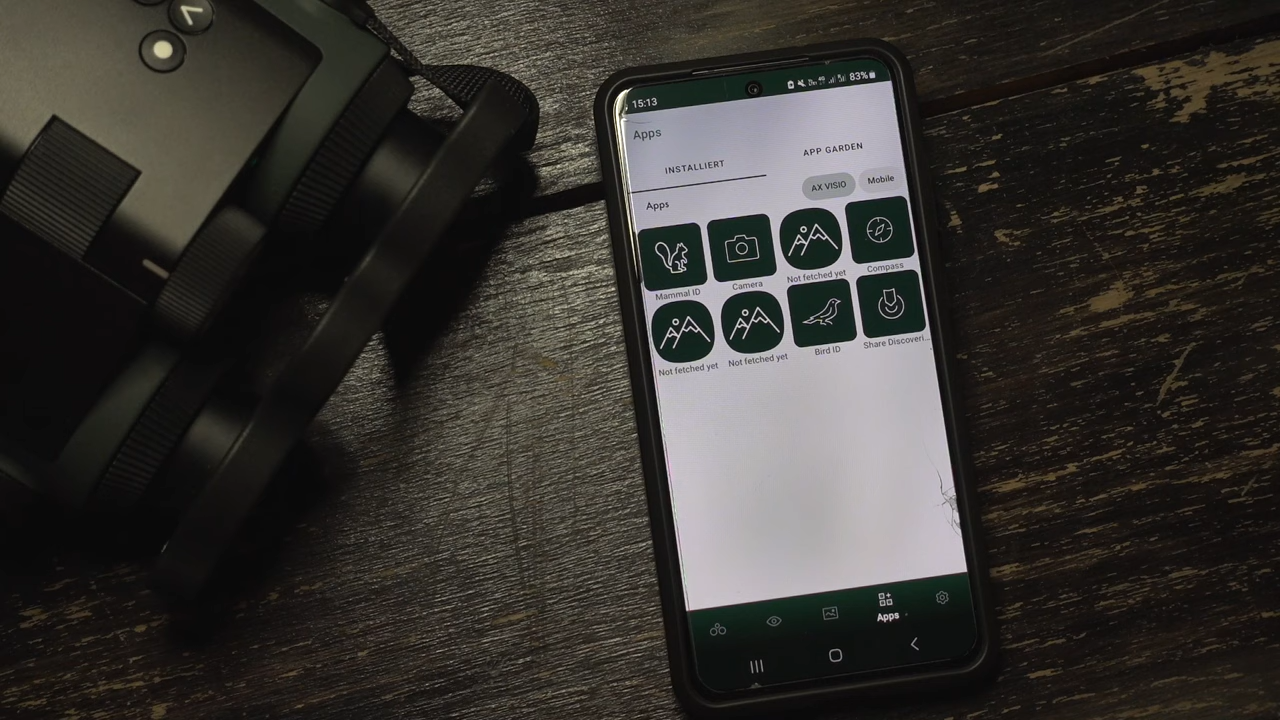 15:13
83%
Apps
INSTALLIERT
APP GARDEN
AX VISIO
Mobile
Apps
Mammal ID
Camera
Not fetched yet
Compass
Not fetched yet
Not fetched yet
Bird ID
Share Discoveri...
Apps